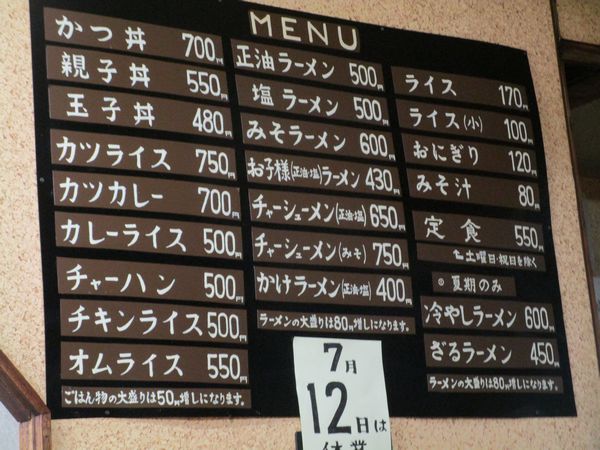 MENU
かつ丼 700円
親子丼 550円
玉子丼 480円
カツライス 750円
カツカレー 700円
カレーライス 500円
チャーハン 500円
チキンライス 500円
オムライス 550円
ごはん物の大盛りは50円増しになります。
正油ラーメン 500円
塩ラーメン 500円
みそラーメン 600円
お子様(正油・塩)ラーメン 430円
チャーシューメン(正油・塩) 650円
チャーシューメン(みそ) 750円
かけラーメン(正油・塩) 400円
ラーメンの大盛りは80円増しになります。
ライス 170円
ライス(小) 100円
おにぎり 120円
みそ汁 80円
定食 550円
土曜日・祝日を除く
◎夏期のみ
冷やしラーメン 600円
ざるラーメン 450円
ラーメンの大盛りは80円増しになります。
7月
12日は
休業